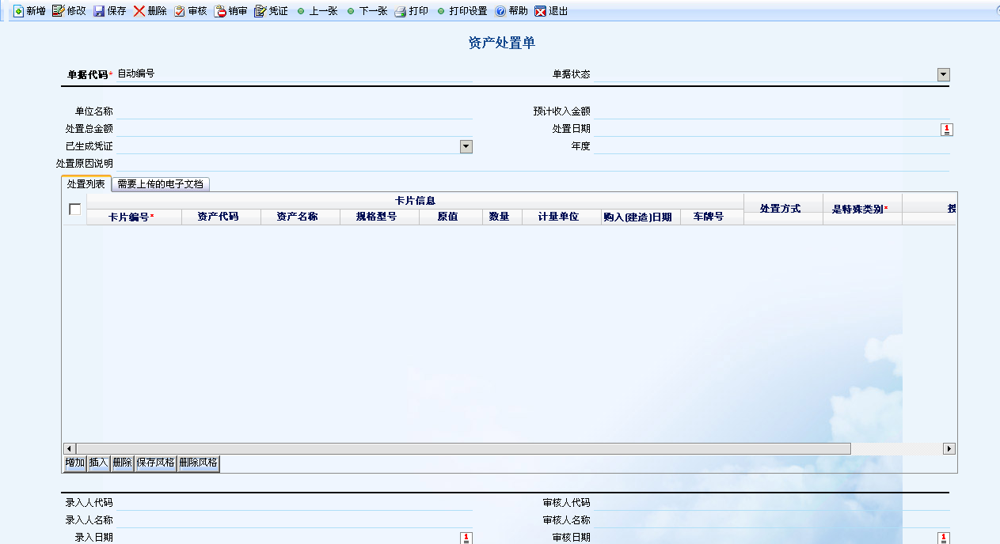 新增 修改 保存 删除 审核 销审 凭证 上一张 下一张 打印 打印设置 帮助 退出
资产处置单
单据代码* 自动编号 单据状态
单位名称 预计收入金额
处置总金额 处置日期 1
已生成凭证 年度
处置原因说明
处置列表 需要上传的电子文档
卡片信息
卡片编号* 资产代码 资产名称 规格型号 原值 数量 计量单位 购入(建造)日期 车牌号 处置方式 是特殊类别*
增加 插入 删除 保存风格 删除风格
录入人代码 审核人代码
录入人名称 审核人名称
录入日期 1 审核日期 1